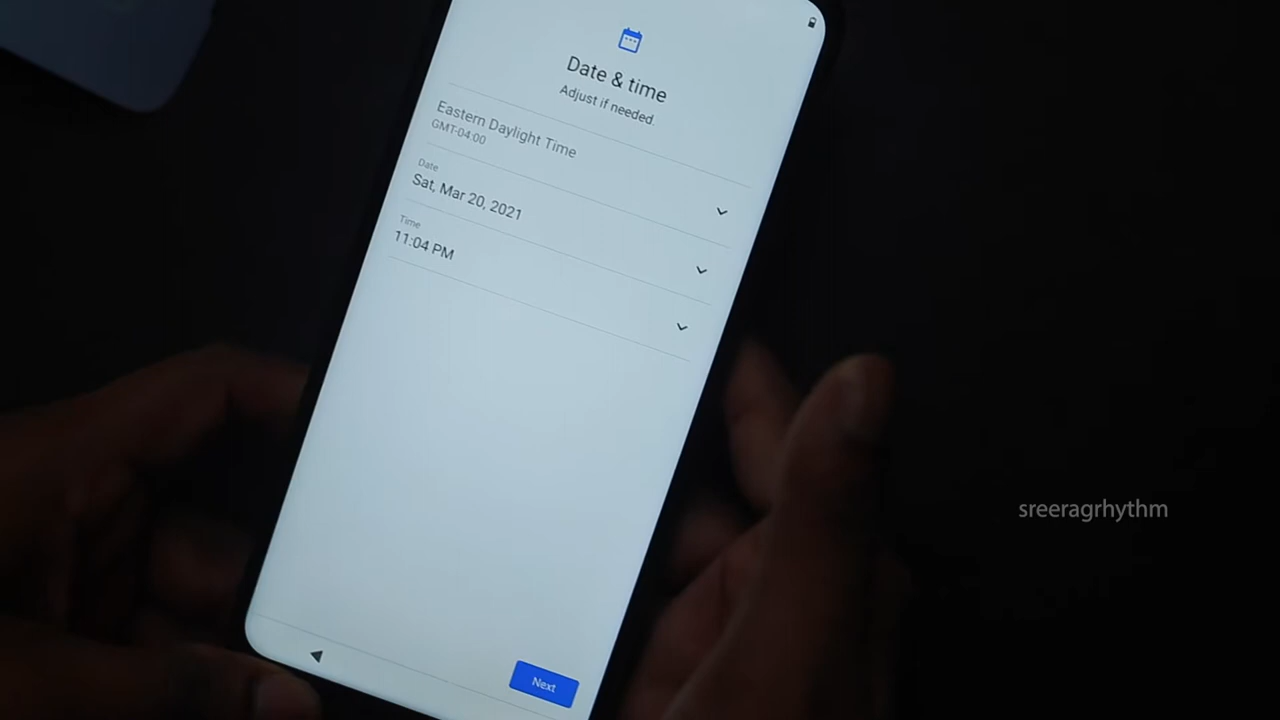 Date & time
Adjust if needed.
Eastern Daylight Time
GMT-04:00
Date
Sat, Mar 20, 2021
Time
11:04 PM
sreeragrhythm
Next